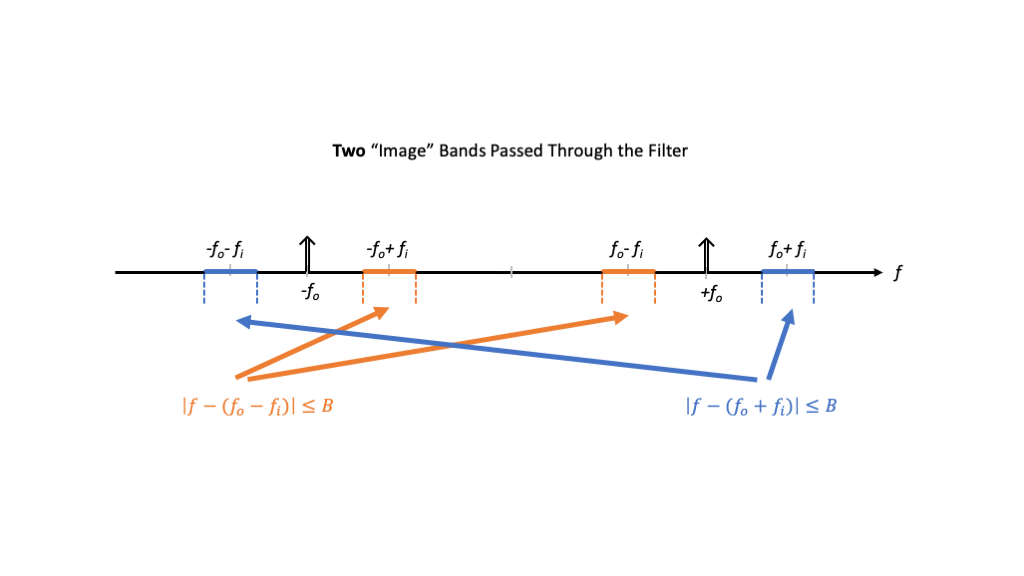 Two “Image” Bands Passed Through the Filter
-fₒ- fᵢ
-fₒ+ fᵢ
fₒ- fᵢ
fₒ+ fᵢ
f
-fₒ
+fₒ
|f − (fₒ − fᵢ)| ≤ B
|f − (fₒ + fᵢ)| ≤ B